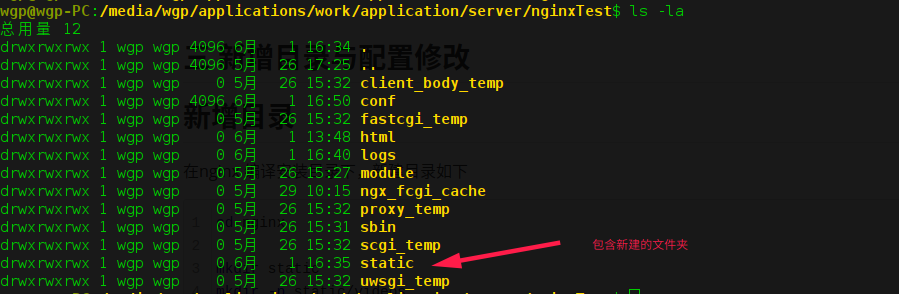 wgp@wgp-PC:/media/wgp/applications/work/application/server/nginxTest$ ls -la
总用量 12
drwxrwxrwx 1 wgp wgp 4096 6月 1 16:34 .
drwxrwxrwx 1 wgp wgp 4096 5月 26 17:25 ..
drwxrwxrwx 1 wgp wgp 0 5月 26 15:32 client_body_temp
drwxrwxrwx 1 wgp wgp 4096 6月 1 16:50 conf
drwxrwxrwx 1 wgp wgp 0 5月 26 15:32 fastcgi_temp
drwxrwxrwx 1 wgp wgp 0 6月 1 13:48 html
drwxrwxrwx 1 wgp wgp 0 6月 1 16:40 logs
drwxrwxrwx 1 wgp wgp 0 5月 26 15:27 module
drwxrwxrwx 1 wgp wgp 0 5月 29 10:15 ngx_fcgi_cache
drwxrwxrwx 1 wgp wgp 0 5月 26 15:32 proxy_temp
drwxrwxrwx 1 wgp wgp 0 5月 26 15:31 sbin
drwxrwxrwx 1 wgp wgp 0 5月 26 15:32 scgi_temp
包含新建的文件夹
drwxrwxrwx 1 wgp wgp 0 6月 1 16:35 static
drwxrwxrwx 1 wgp wgp 0 5月 26 15:32 uwsgi_temp